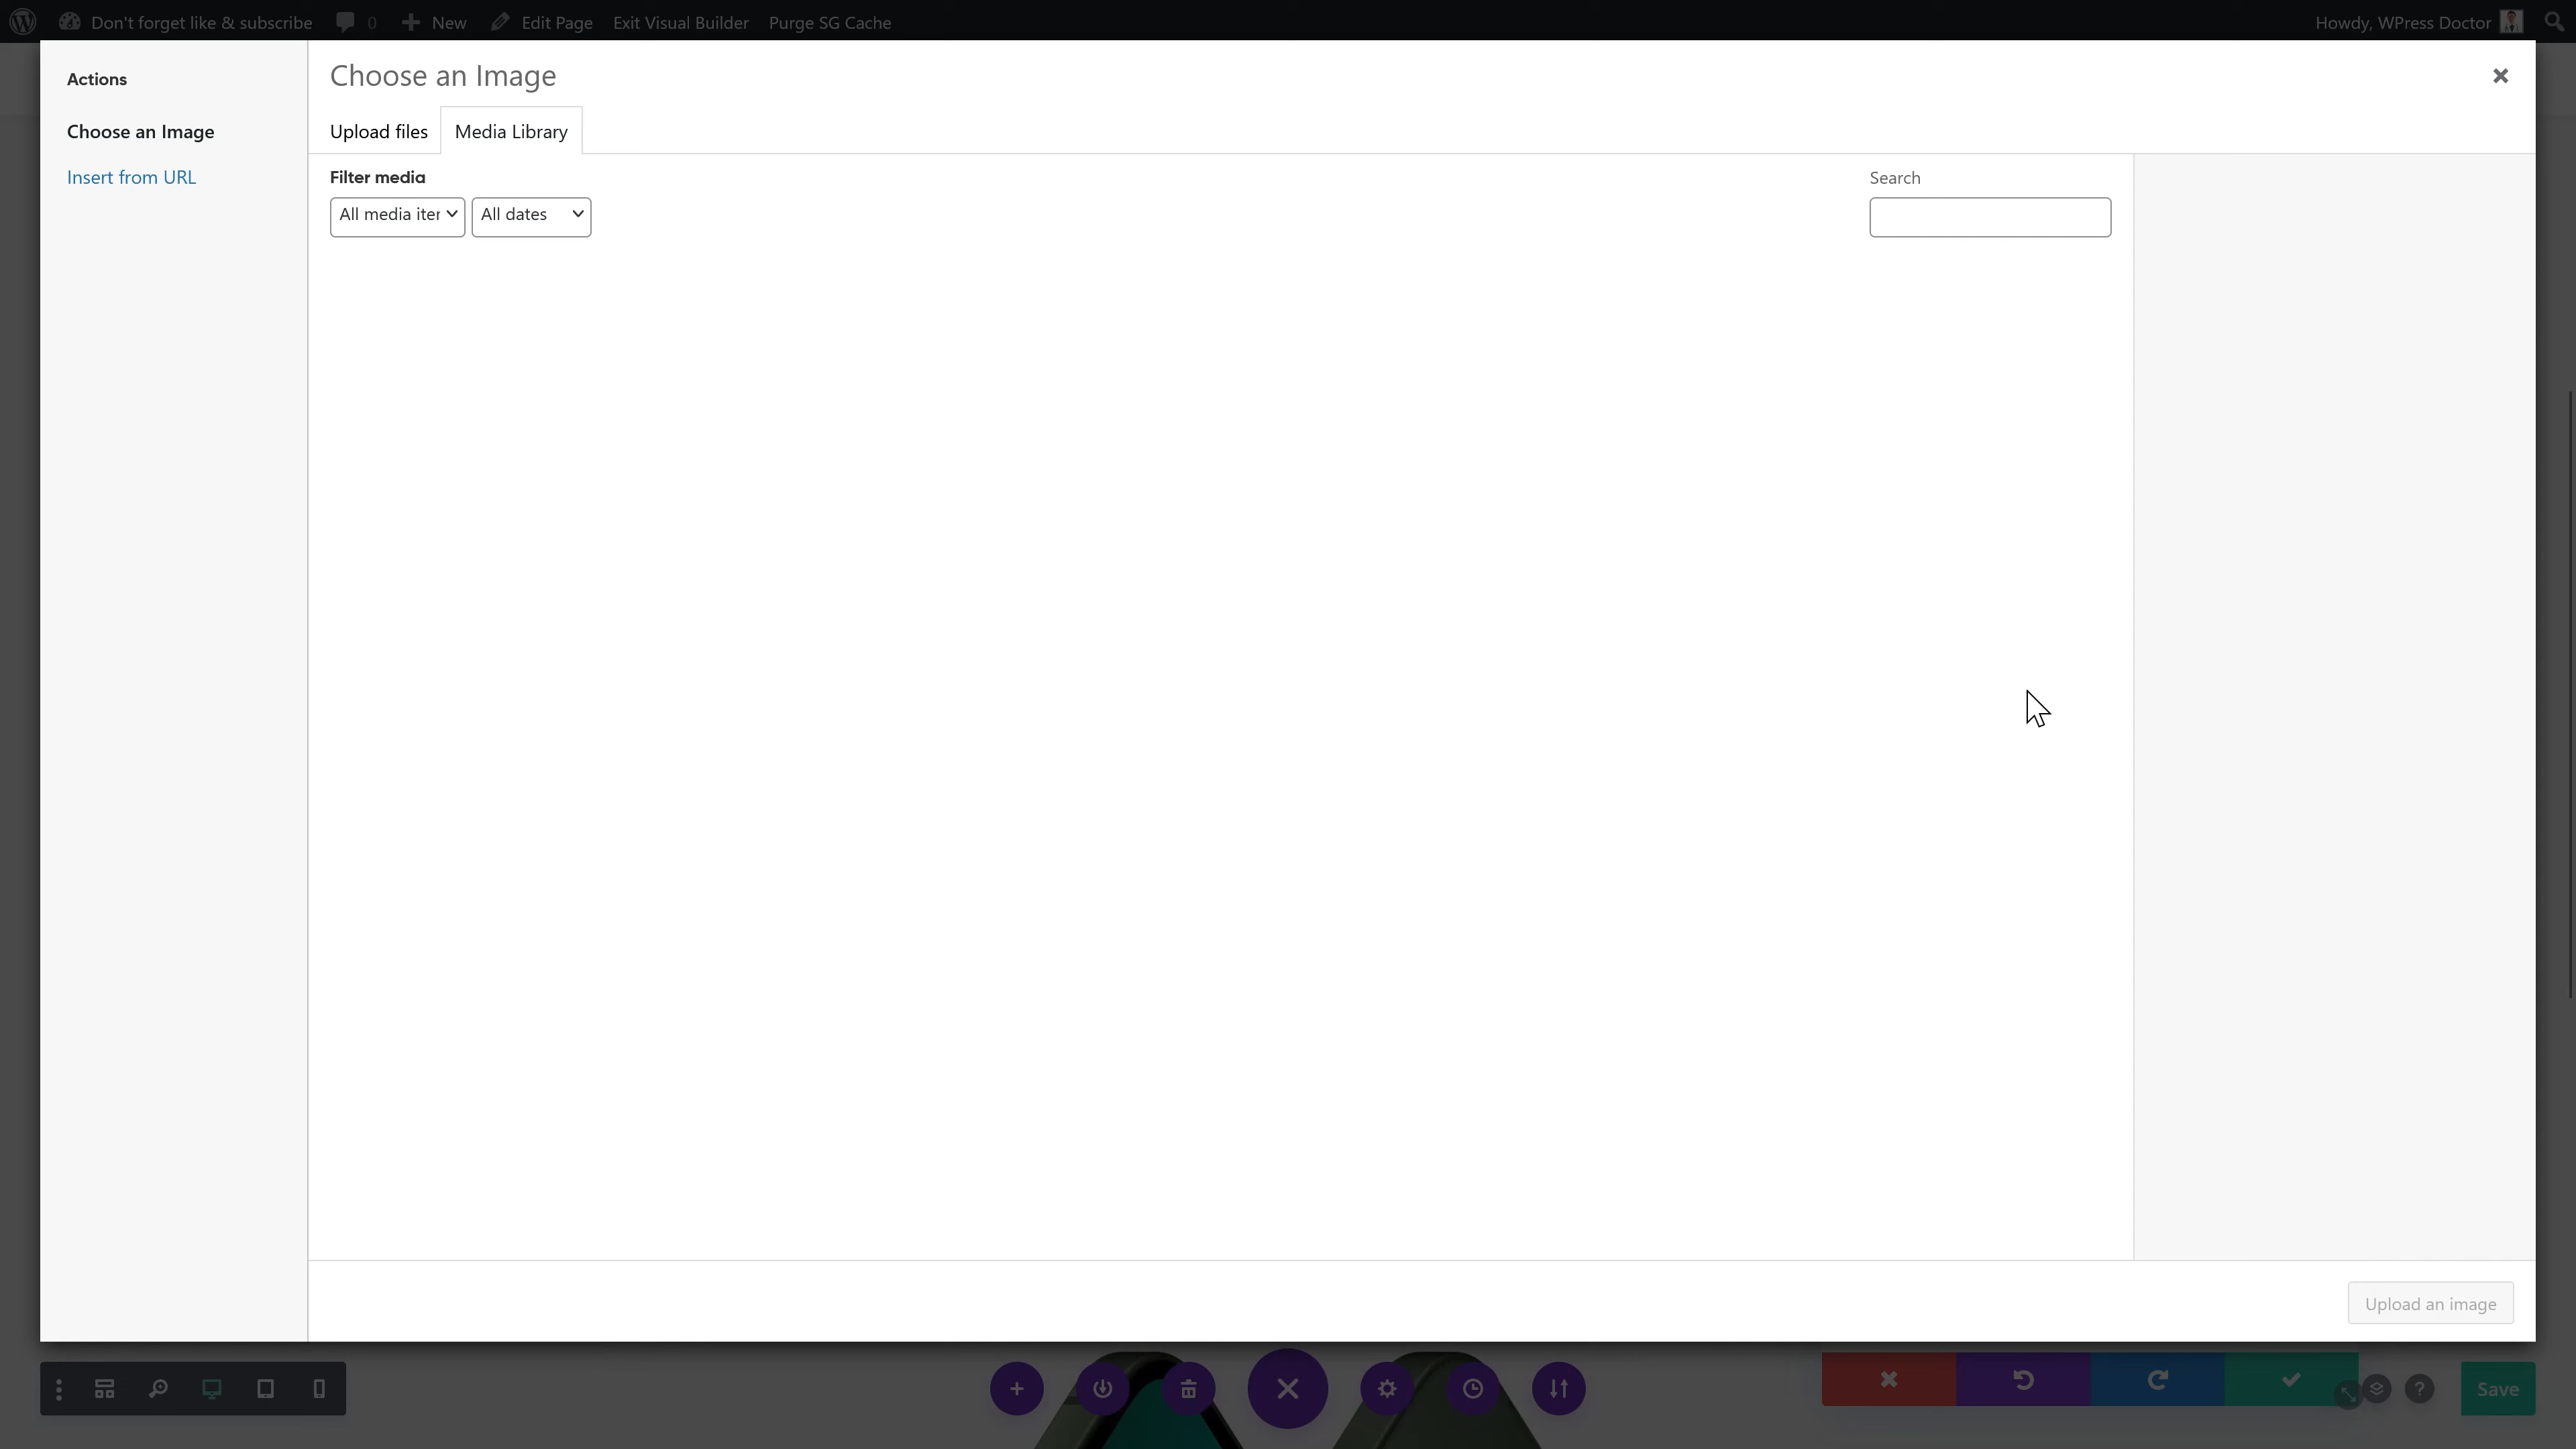 Don't forget like & subscribe 0 New Edit Page Exit Visual Builder Purge SG Cache Howdy, WPress Doctor
Actions
Choose an Image
Insert from URL
Choose an Image
Upload files Media Library
Filter media
All media iter All dates
Search
Upload an image
? Save